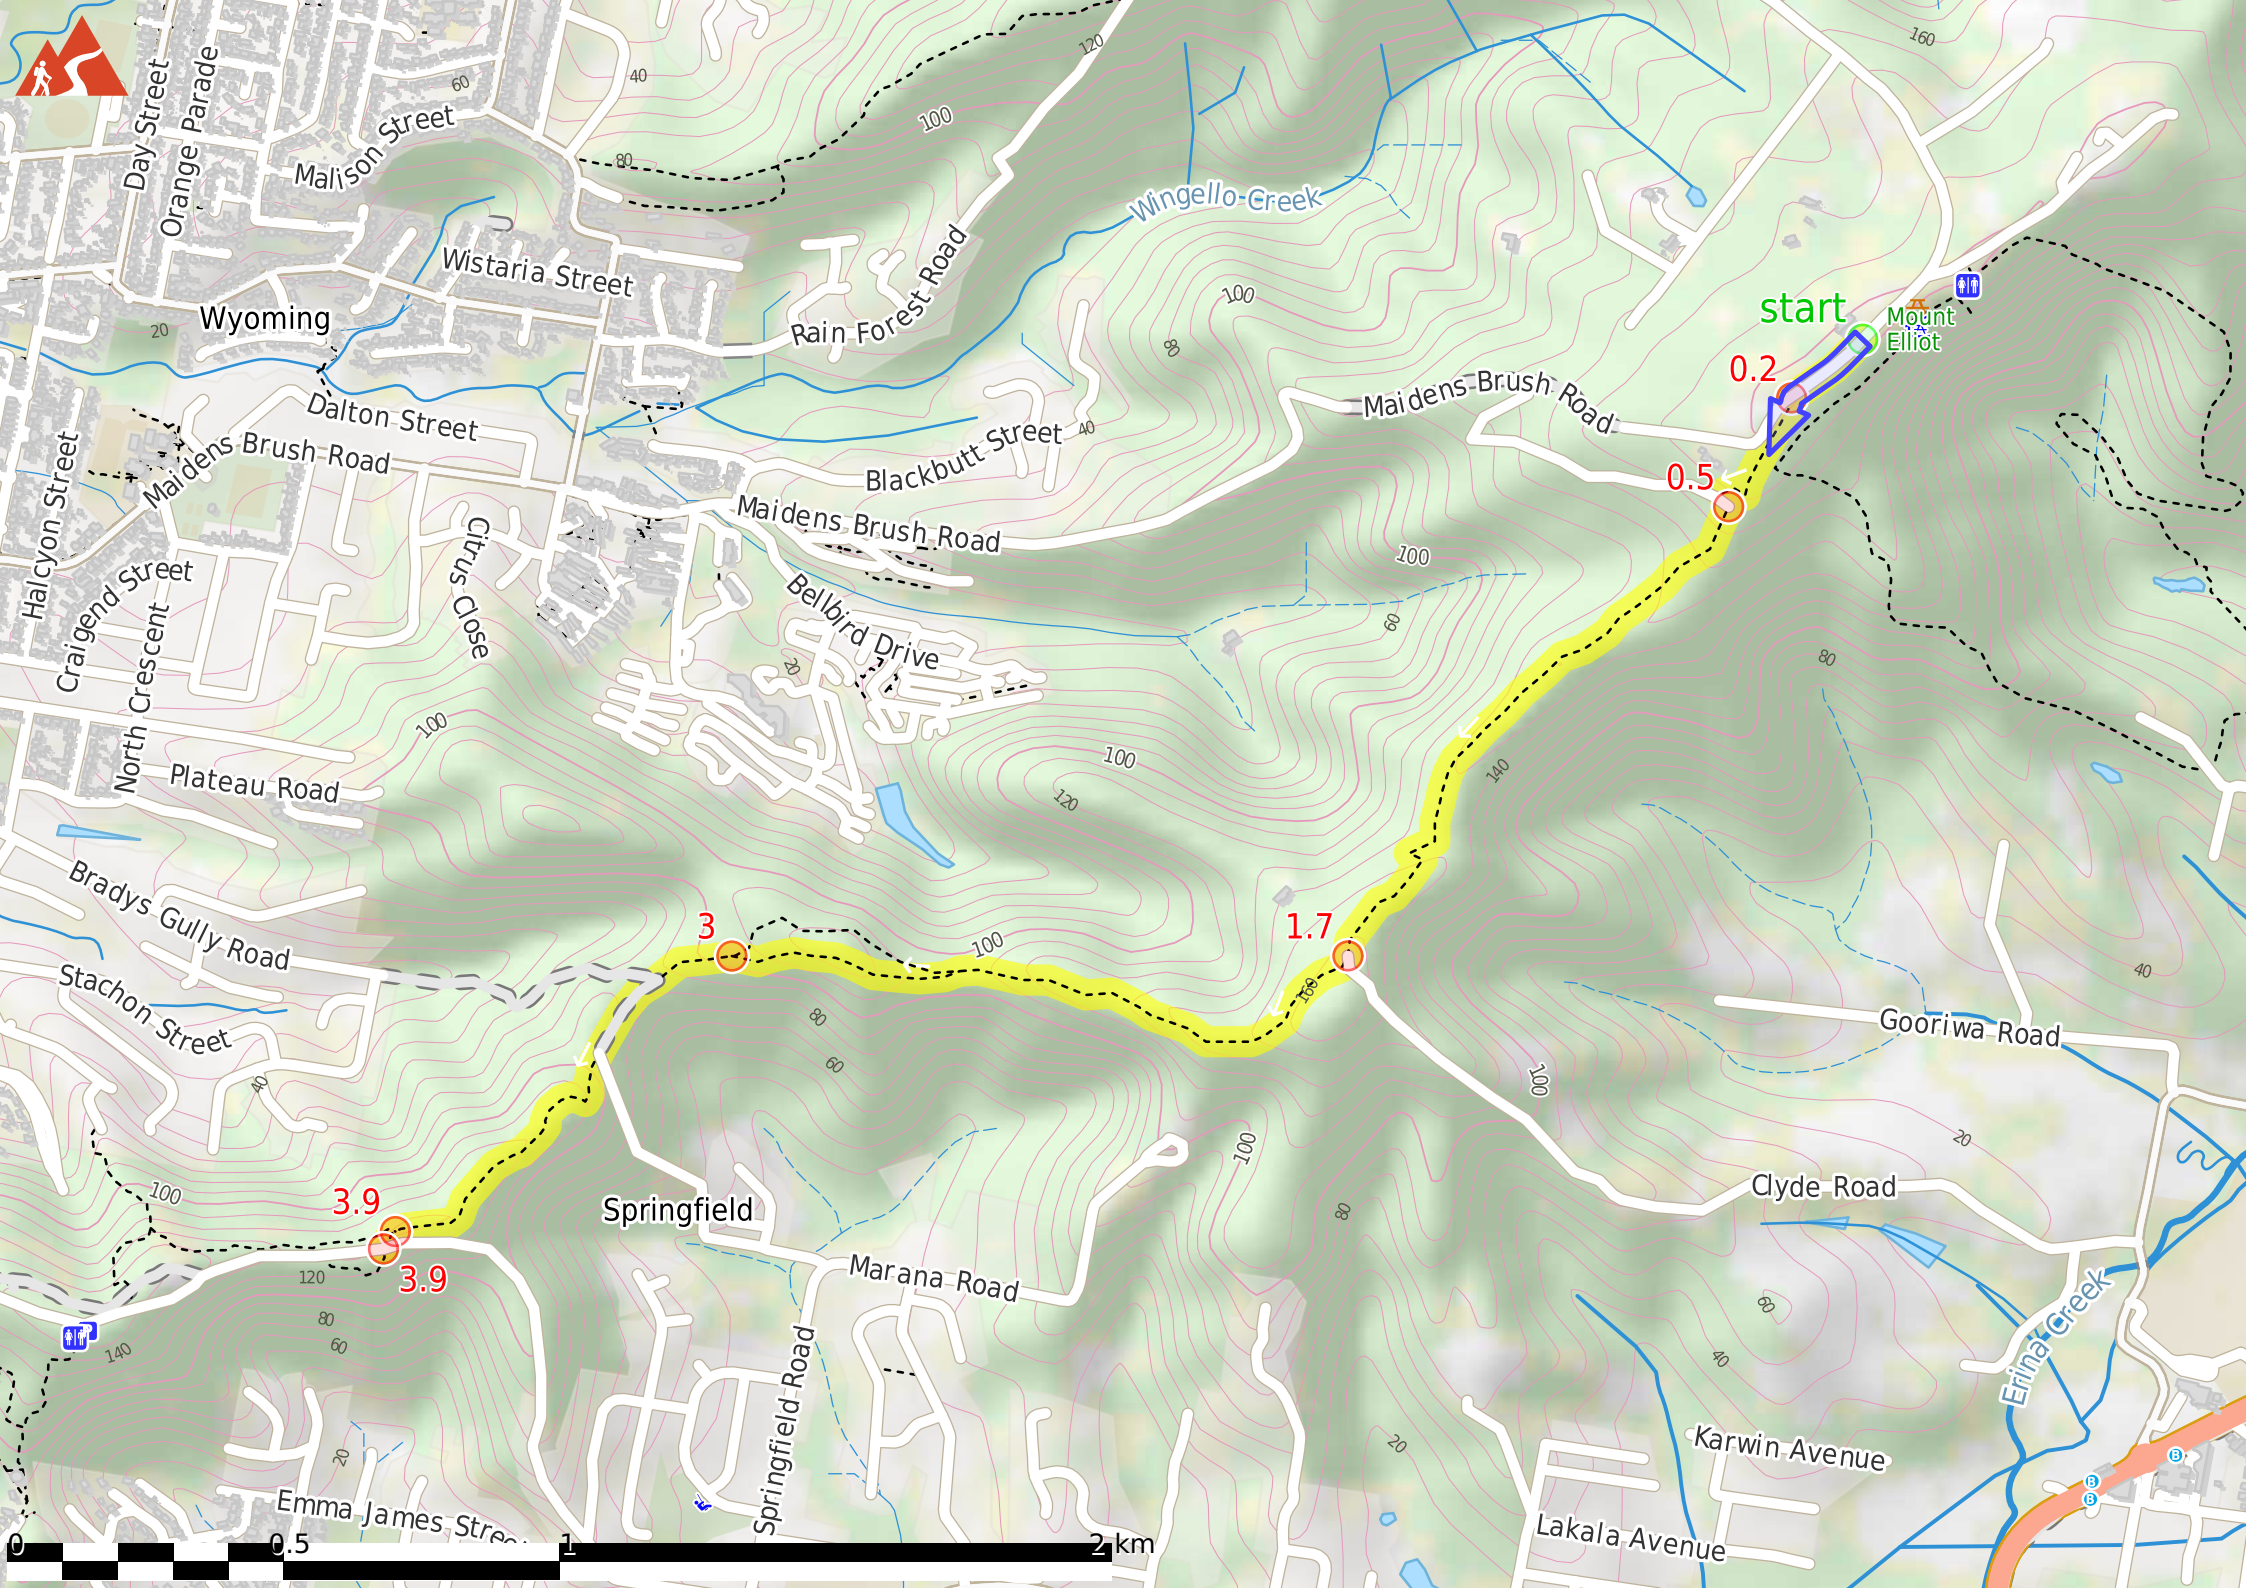 160
120
40
60
100
Day Street
Orange Parade
Malison Street
80
Wingello Creek
Wistaria Street
Rain Forest Road
Wyoming
20
100
80
start
Mount
Elliot
0.2
Maidens Brush Road
Dalton Street
40
Blackbutt Street
Maidens Brush Road
0.5
Halcyon Street
Maidens Brush Road
Citrus Close
100
Craigend Street
Bellbird Drive
60
North Crescent
20
80
100
100
140
Plateau Road
120
Bradys Gully Road
3
1.7
100
160
40
Stachon Street
80
60
Gooriwa Road
40
100
20
100
100
Clyde Road
3.9
Springfield
80
3.9
120
Marana Road
Erina Creek
80
60
60
140
40
Springfield Road
20
20
Karwin Avenue
B
B
B
Emma James Street
Lakala Avenue
0
0.5
1
2 km